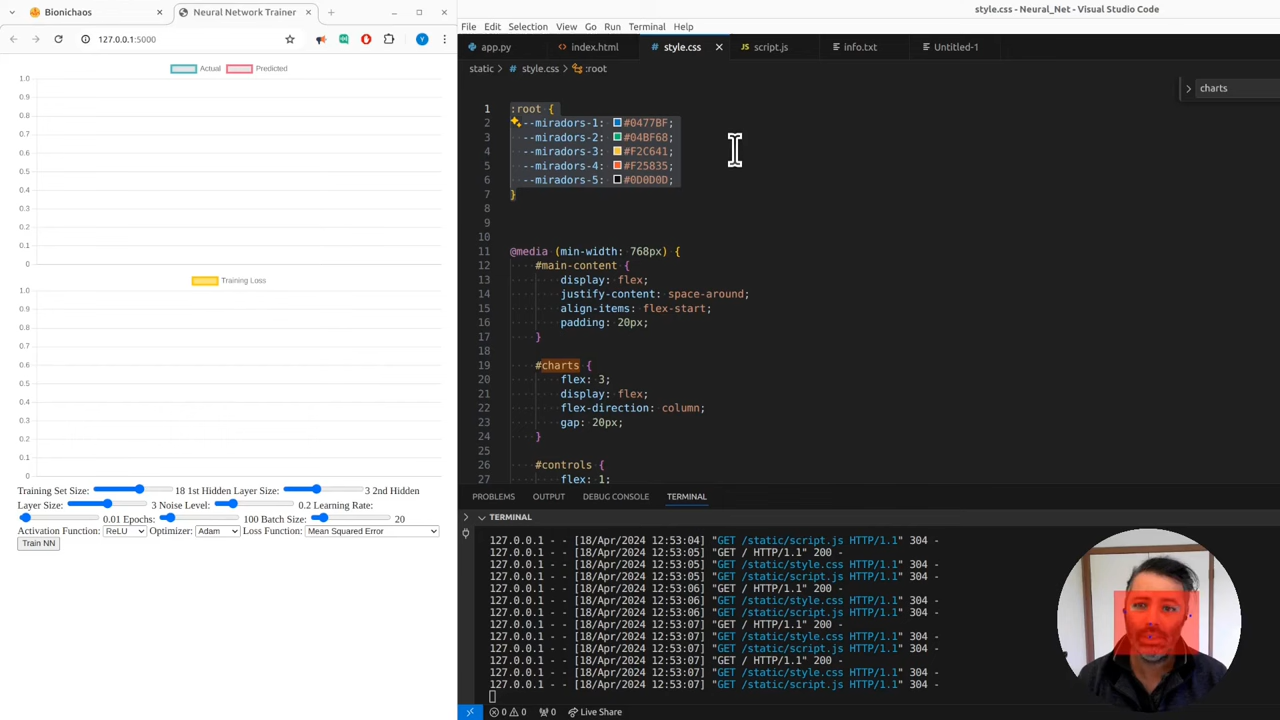 Bionichaos
Neural Network Trainer
style.css - Neural_Net - Visual Studio Code
127.0.0.1:5000
File Edit Selection View Go Run Terminal Help
app.py index.html style.css script.js info.txt Untitled-1
static > style.css > :root
charts
Actual Predicted
1.0
0.9
0.8
0.7
0.6
0.5
0.4
0.3
0.2
0.1
0
Training Loss
1.0
0.9
0.8
0.7
0.6
0.5
0.4
0.3
0.2
0.1
0
Training Set Size: 18 1st Hidden Layer Size: 3 2nd Hidden
Layer Size: 3 Noise Level: 0.2 Learning Rate:
0.01 Epochs: 100 Batch Size: 20
Activation Function: ReLU Optimizer: Adam Loss Function: Mean Squared Error
Train NN
1 :root {
2 --miradors-1: #0477BF;
3 --miradors-2: #04BF68;
4 --miradors-3: #F2C641;
5 --miradors-4: #F25835;
6 --miradors-5: #0D0D0D;
7 }
8
9
10
11 @media (min-width: 768px) {
12 #main-content {
13 display: flex;
14 justify-content: space-around;
15 align-items: flex-start;
16 padding: 20px;
17 }
18
19 #charts {
20 flex: 3;
21 display: flex;
22 flex-direction: column;
23 gap: 20px;
24 }
25
26 #controls {
27 flex: 1;
PROBLEMS OUTPUT DEBUG CONSOLE TERMINAL
TERMINAL
127.0.0.1 - - [18/Apr/2024 12:53:04] "GET /static/script.js HTTP/1.1" 304 -
127.0.0.1 - - [18/Apr/2024 12:53:05] "GET / HTTP/1.1" 200 -
127.0.0.1 - - [18/Apr/2024 12:53:05] "GET /static/style.css HTTP/1.1" 304 -
127.0.0.1 - - [18/Apr/2024 12:53:05] "GET /static/script.js HTTP/1.1" 304 -
127.0.0.1 - - [18/Apr/2024 12:53:06] "GET / HTTP/1.1" 200 -
127.0.0.1 - - [18/Apr/2024 12:53:06] "GET /static/style.css HTTP/1.1" 304 -
127.0.0.1 - - [18/Apr/2024 12:53:06] "GET /static/script.js HTTP/1.1" 304 -
127.0.0.1 - - [18/Apr/2024 12:53:07] "GET / HTTP/1.1" 200 -
127.0.0.1 - - [18/Apr/2024 12:53:07] "GET /static/style.css HTTP/1.1" 304 -
127.0.0.1 - - [18/Apr/2024 12:53:07] "GET /static/script.js HTTP/1.1" 304 -
127.0.0.1 - - [18/Apr/2024 12:53:07] "GET / HTTP/1.1" 200 -
127.0.0.1 - - [18/Apr/2024 12:53:07] "GET /static/style.css HTTP/1.1" 304 -
127.0.0.1 - - [18/Apr/2024 12:53:07] "GET /static/script.js HTTP/1.1" 304 -
0 0 0 Live Share